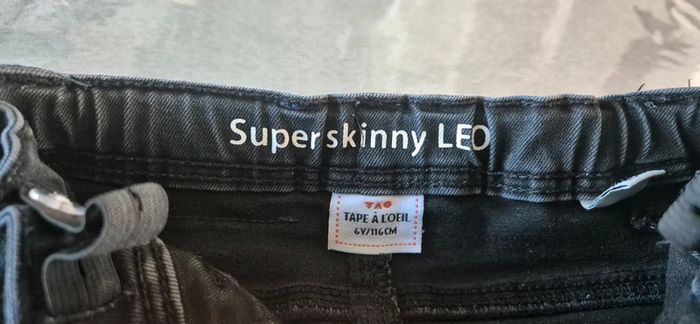 Superskinny LEO
TAO
TAPE À L'OEIL
6Y/116CM